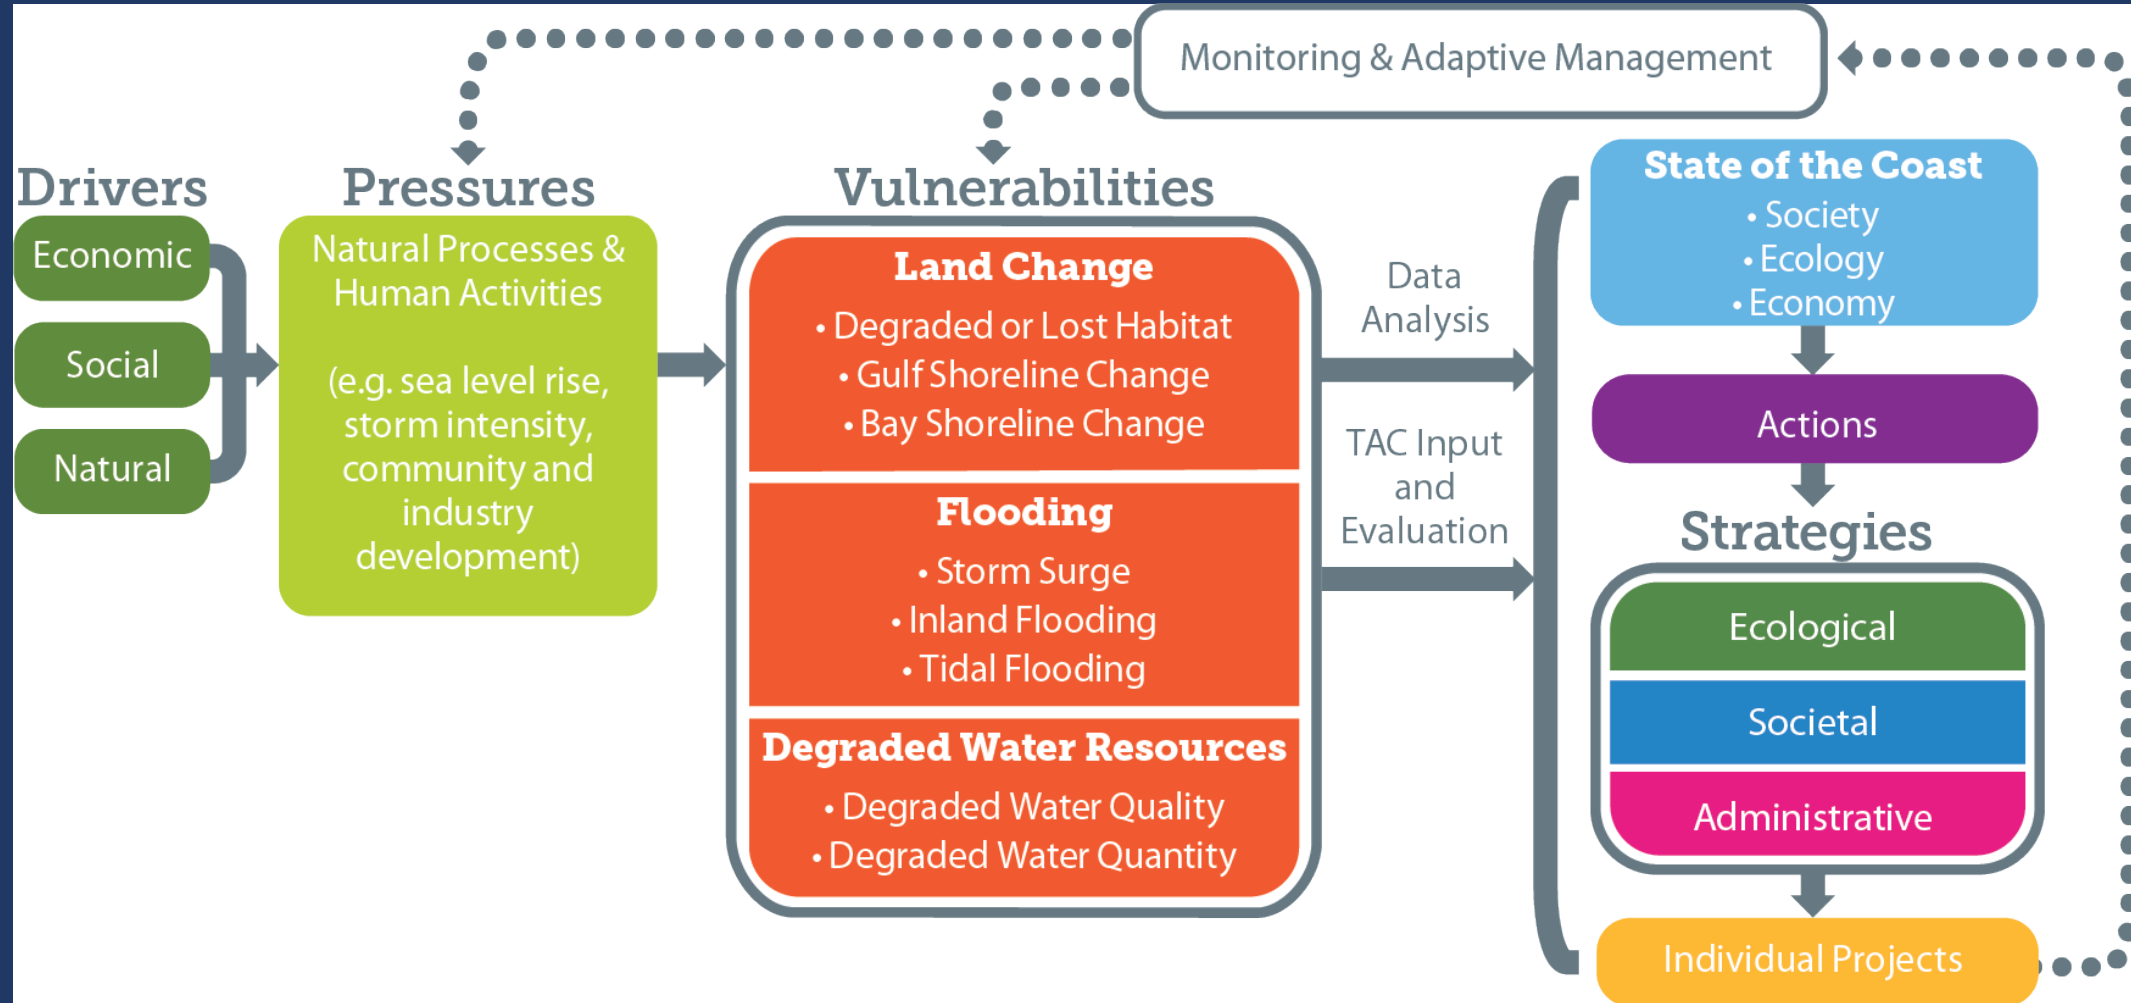 Monitoring & Adaptive Management
Drivers
Economic
Social
Natural
Pressures
Natural Processes &
Human Activities
(e.g. sea level rise,
storm intensity,
community and
industry
development)
Vulnerabilities
Land Change
• Degraded or Lost Habitat
• Gulf Shoreline Change
• Bay Shoreline Change
Flooding
• Storm Surge
• Inland Flooding
• Tidal Flooding
Degraded Water Resources
• Degraded Water Quality
• Degraded Water Quantity
Data
Analysis
TAC Input
and
Evaluation
State of the Coast
• Society
• Ecology
• Economy
Actions
Strategies
Ecological
Societal
Administrative
Individual Projects